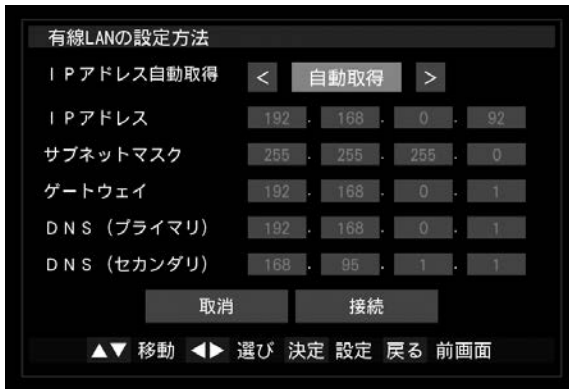 有線LANの設定方法
IPアドレス自動取得 < 自動取得 >
IPアドレス 192. 168. 0. 92
サブネットマスク 255. 255. 255. 0
ゲートウェイ 192. 168. 0. 1
DNS (プライマリ) 192. 168. 0. 1
DNS (セカンダリ) 168. 95. 1. 1
取消 接続
▲▼ 移動 ◀▶ 選び 決定 設定 戻る 前画面